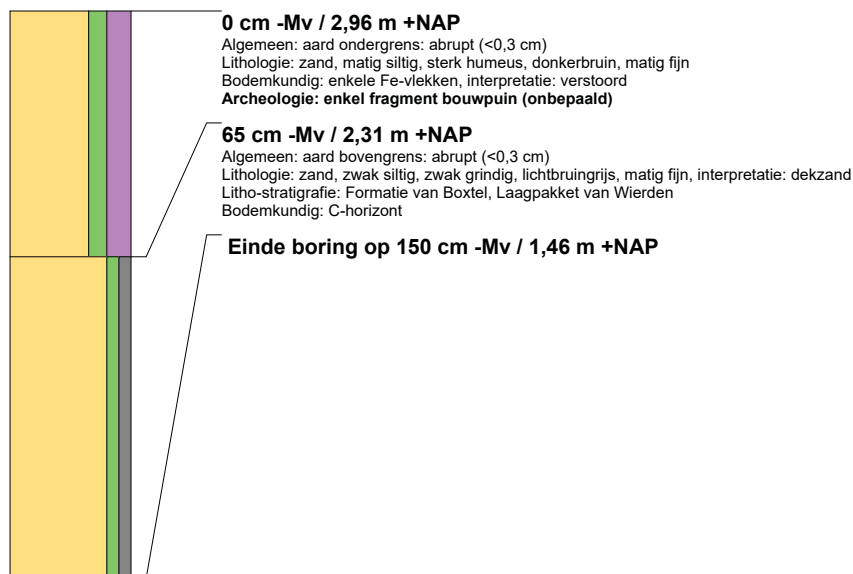 0 cm -Mv / 2,96 m +NAP
Algemeen: aard ondergrens: abrupt (<0,3 cm)
Lithologie: zand, matig siltig, sterk humeus, donkerbruin, matig fijn
Bodemkundig: enkele Fe-vlekken, interpretatie: verstoord
Archeologie: enkel fragment bouwpuin (onbepaald)
65 cm -Mv / 2,31 m +NAP
Algemeen: aard bovengrens: abrupt (<0,3 cm)
Lithologie: zand, zwak siltig, zwak grindig, lichtbruingrijs, matig fijn, interpretatie: dekzand
Litho-stratigrafie: Formatie van Boxtel, Laagpakket van Wierden
Bodemkundig: C-horizont
Einde boring op 150 cm -Mv / 1,46 m +NAP